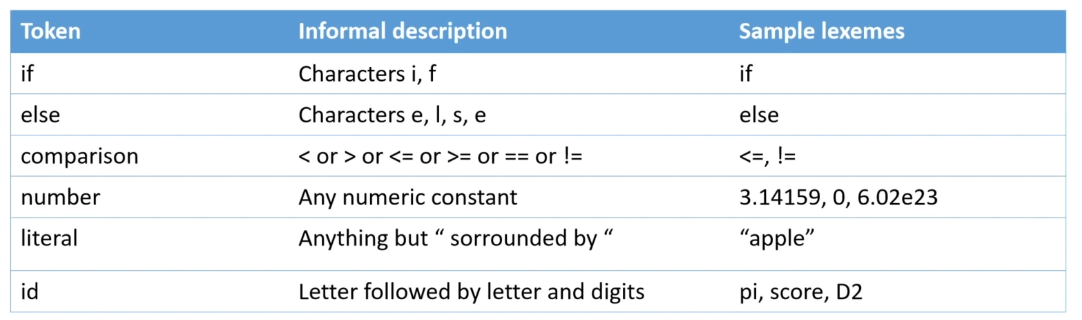 Token Informal description Sample lexemes
if Characters i, f if
else Characters e, l, s, e else
comparison < or > or <= or >= or == or != <=, !=
number Any numeric constant 3.14159, 0, 6.02e23
literal Anything but “ sorrounded by “ “apple”
id Letter followed by letter and digits pi, score, D2